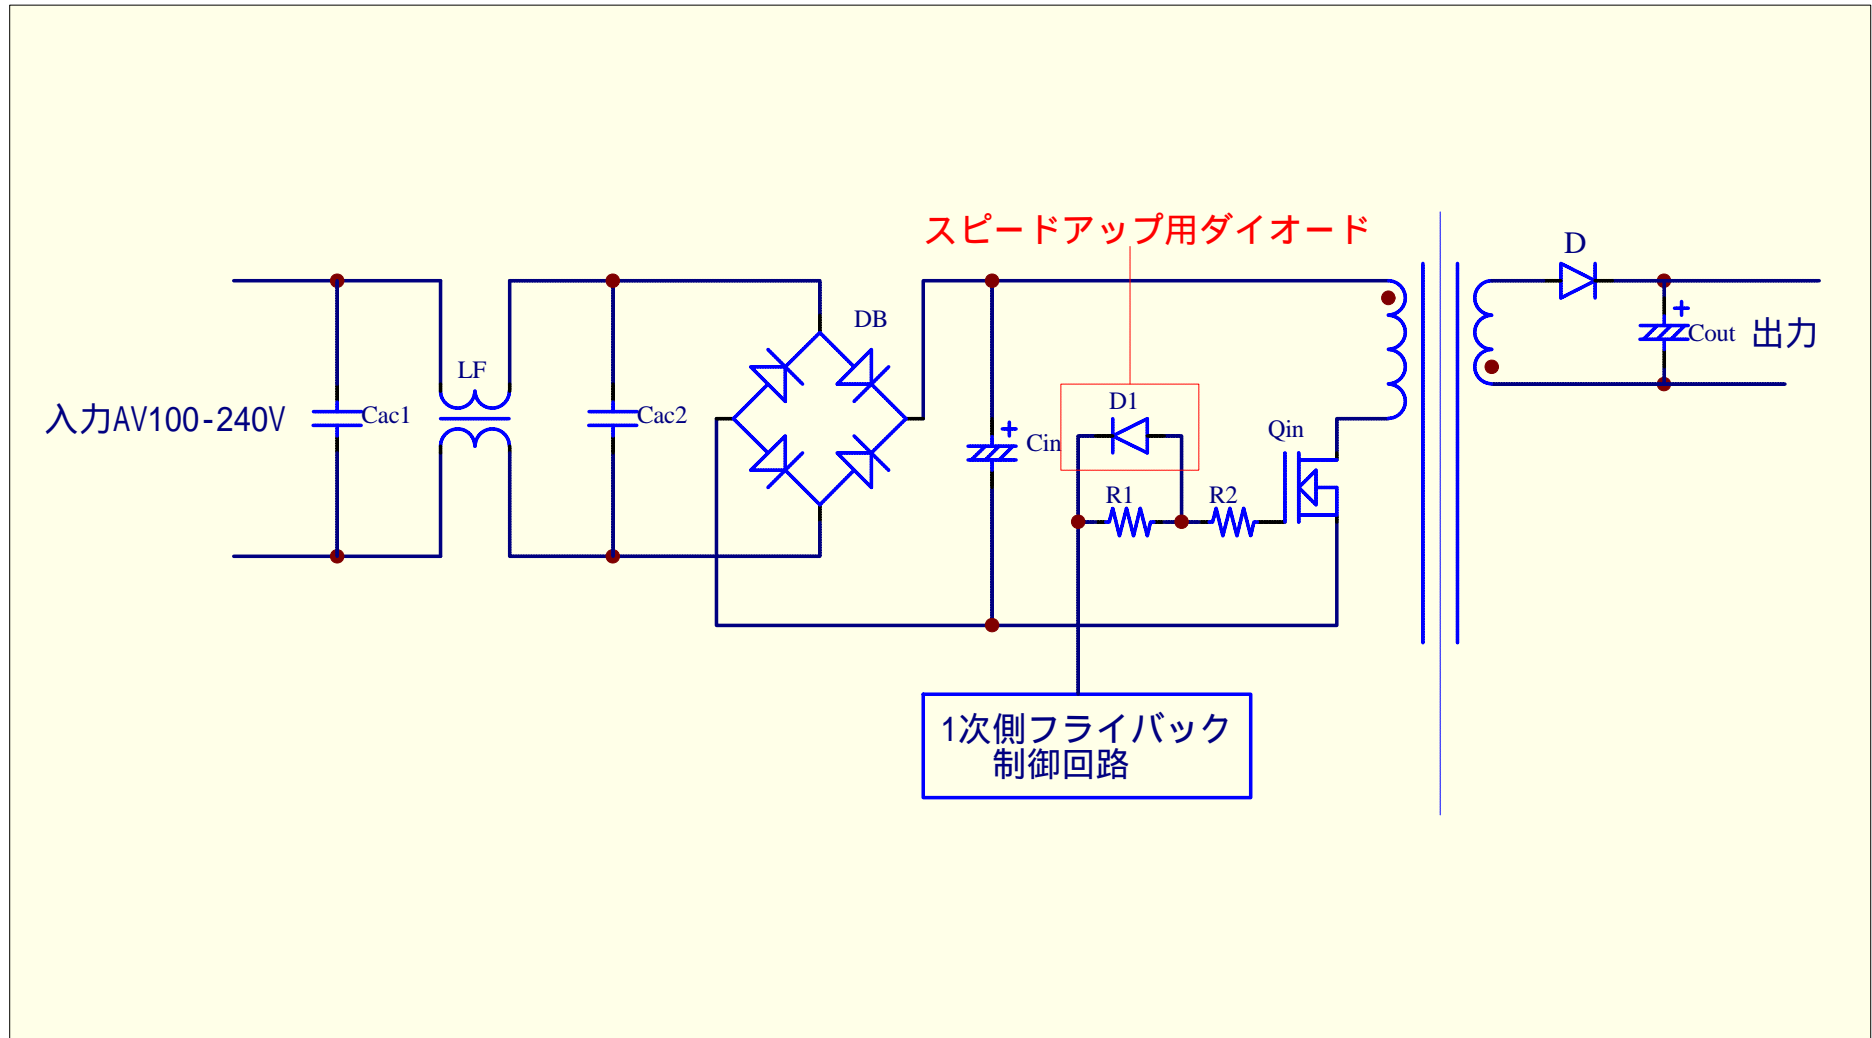 スピードアップ用ダイオード
D
DB
Cout
出力
LF
入力AV100-240V
Cac1
Cac2
Cin
D1
Qin
R1
R2
1次側フライバック
制御回路